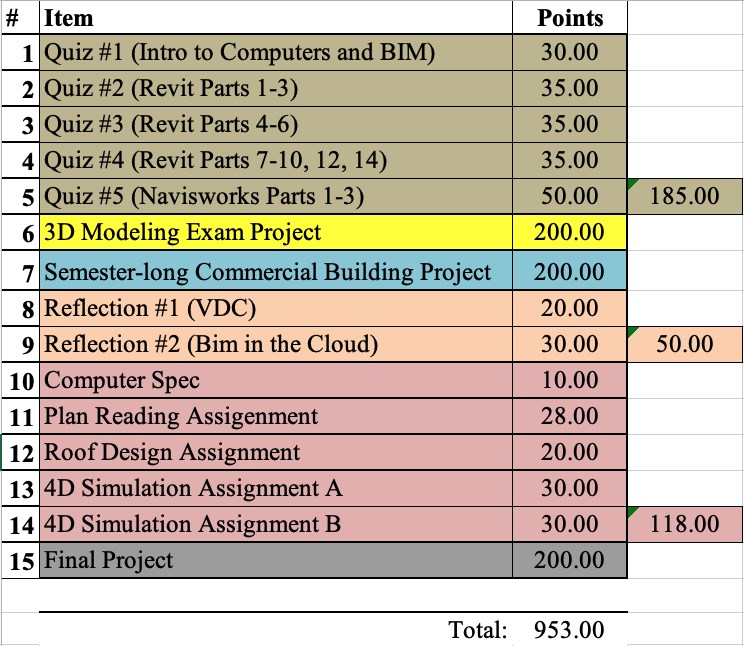 # Item Points
1 Quiz #1 (Intro to Computers and BIM) 30.00
2 Quiz #2 (Revit Parts 1-3) 35.00
3 Quiz #3 (Revit Parts 4-6) 35.00
4 Quiz #4 (Revit Parts 7-10, 12, 14) 35.00
5 Quiz #5 (Navisworks Parts 1-3) 50.00 185.00
6 3D Modeling Exam Project 200.00
7 Semester-long Commercial Building Project 200.00
8 Reflection #1 (VDC) 20.00
9 Reflection #2 (Bim in the Cloud) 30.00 50.00
10 Computer Spec 10.00
11 Plan Reading Assigenment 28.00
12 Roof Design Assignment 20.00
13 4D Simulation Assignment A 30.00
14 4D Simulation Assignment B 30.00 118.00
15 Final Project 200.00
Total: 953.00